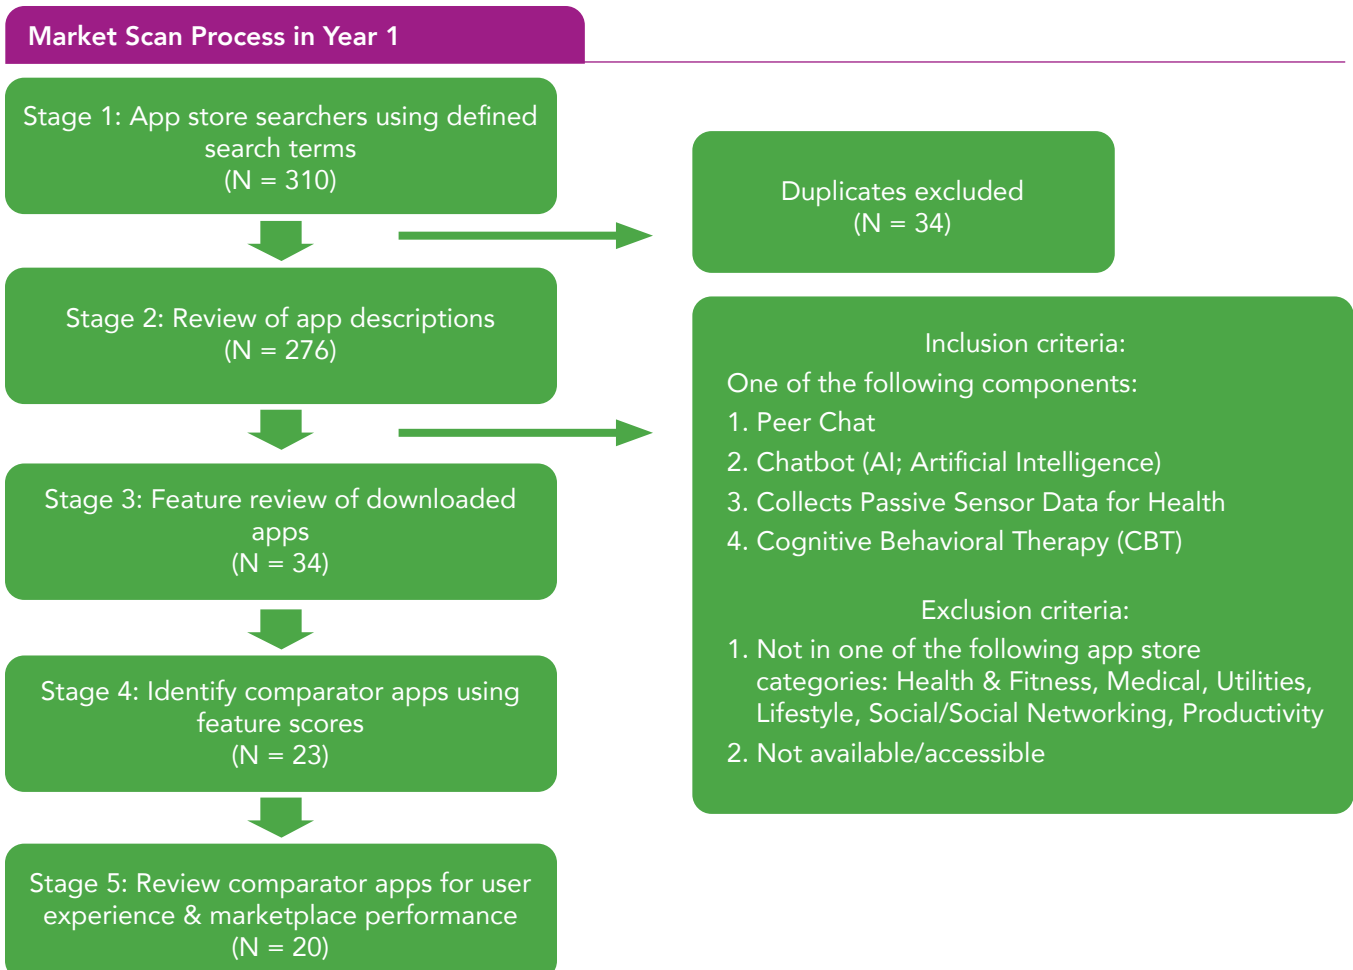 Market Scan Process in Year 1
Stage 1: App store searchers using defined
search terms
(N = 310)
Duplicates excluded
(N = 34)
Stage 2: Review of app descriptions
(N = 276)
Inclusion criteria:
One of the following components:
1. Peer Chat
2. Chatbot (AI; Artificial Intelligence)
3. Collects Passive Sensor Data for Health
4. Cognitive Behavioral Therapy (CBT)
Exclusion criteria:
1. Not in one of the following app store
categories: Health & Fitness, Medical, Utilities,
Lifestyle, Social/Social Networking, Productivity
2. Not available/accessible
Stage 3: Feature review of downloaded
apps
(N = 34)
Stage 4: Identify comparator apps using
feature scores
(N = 23)
Stage 5: Review comparator apps for user
experience & marketplace performance
(N = 20)